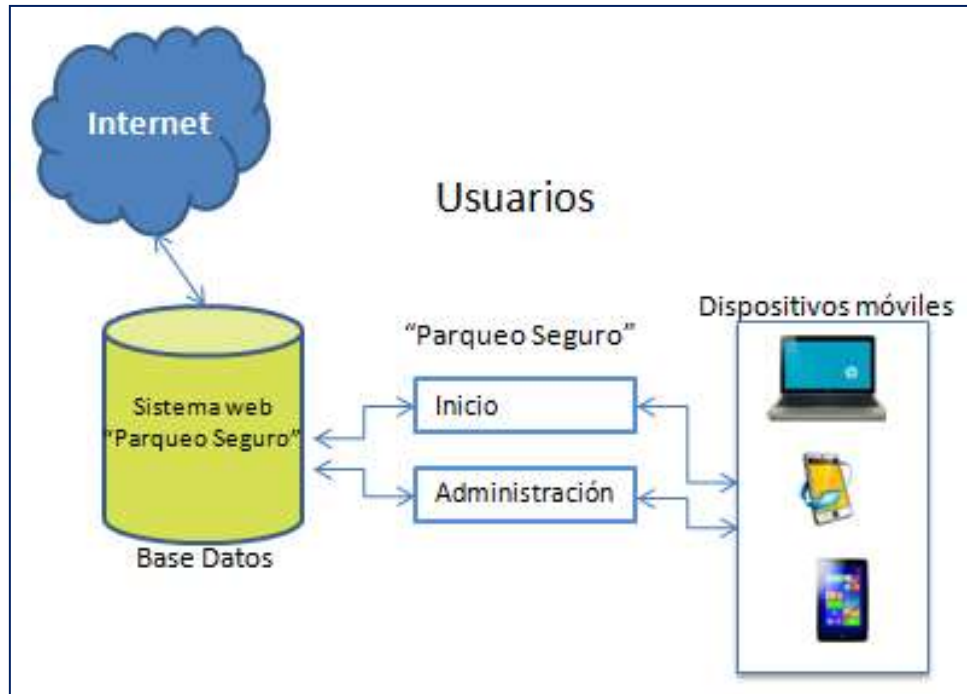 Internet
Usuarios
Dispositivos móviles
“Parqueo Seguro”
Sistema web
“Parqueo Seguro”
Inicio
Administración
Base Datos